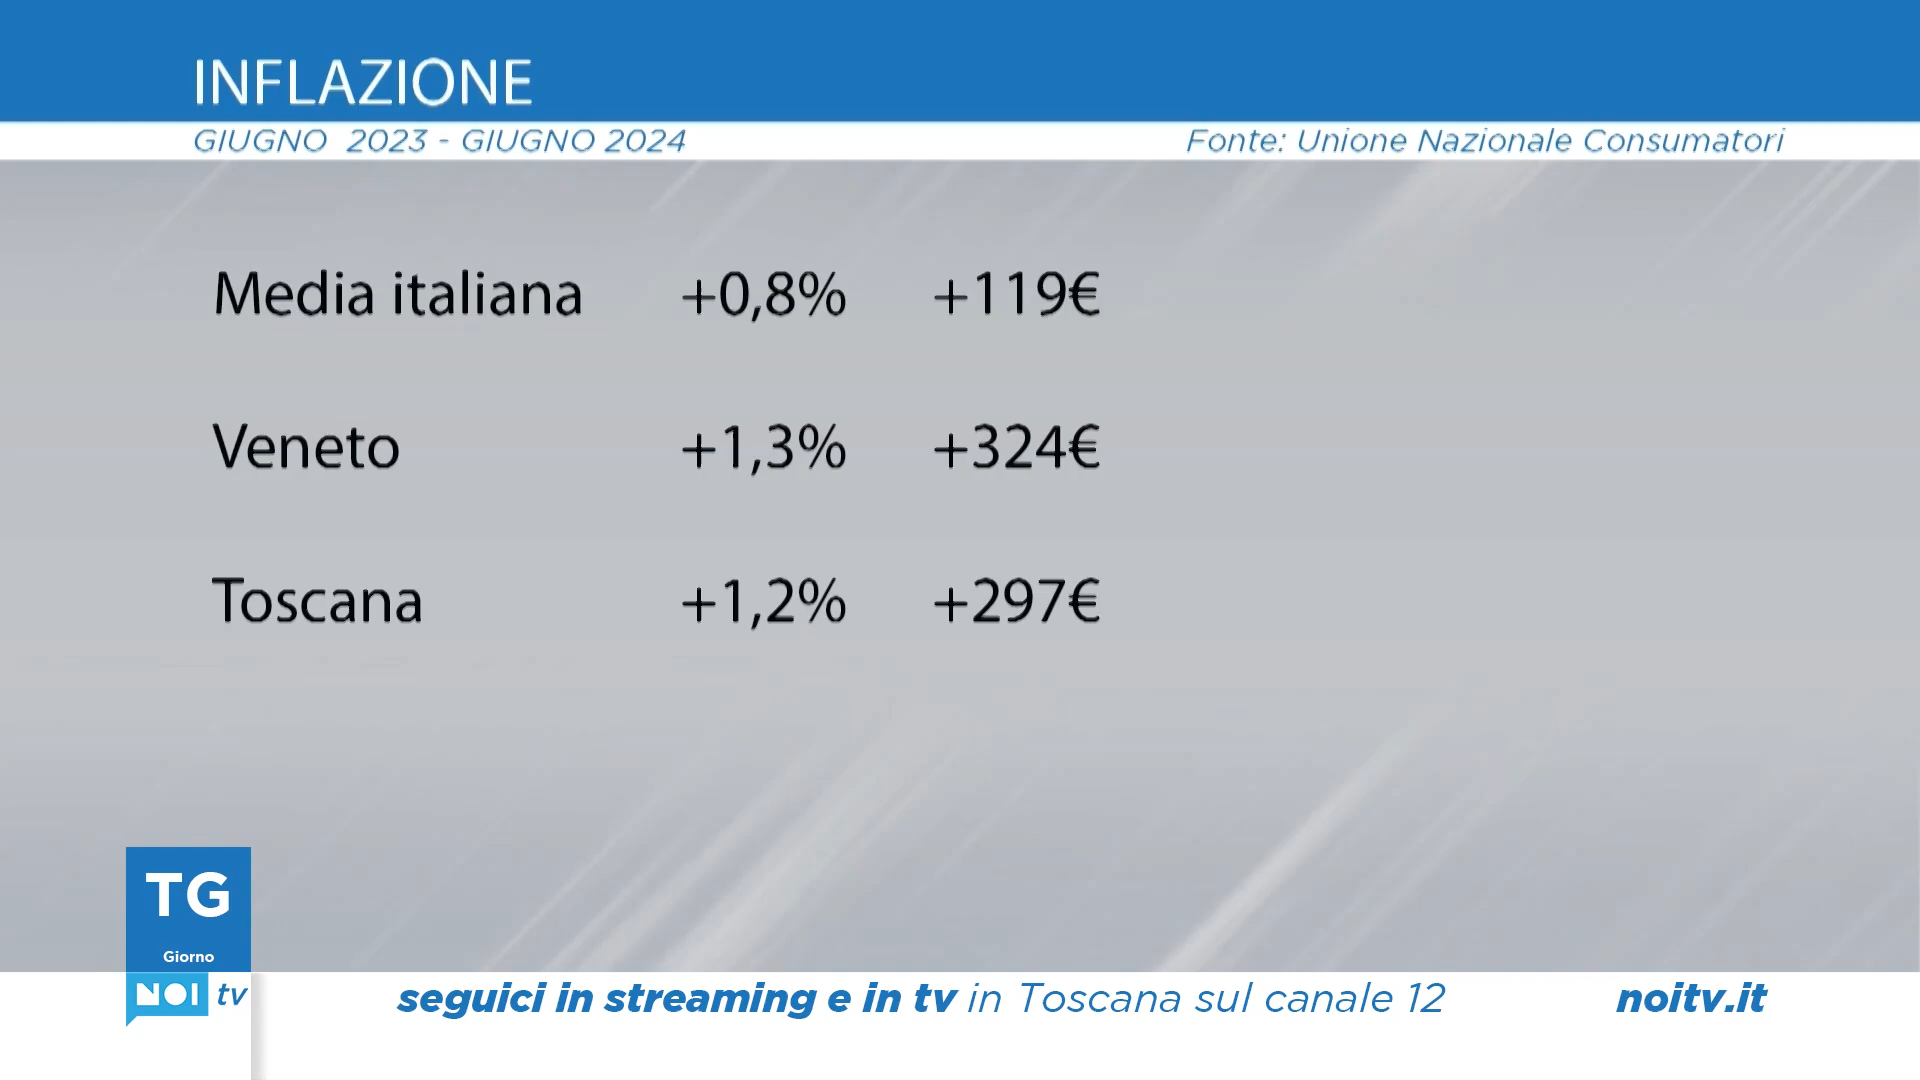 INFLAZIONE
GIUGNO 2023 - GIUGNO 2024 Fonte: Unione Nazionale Consumatori
Media italiana +0,8% +119€
Veneto +1,3% +324€
Toscana +1,2% +297€
TG
Giorno
NOI tv
seguici in streaming e in tv in Toscana sul canale 12 noitv.it